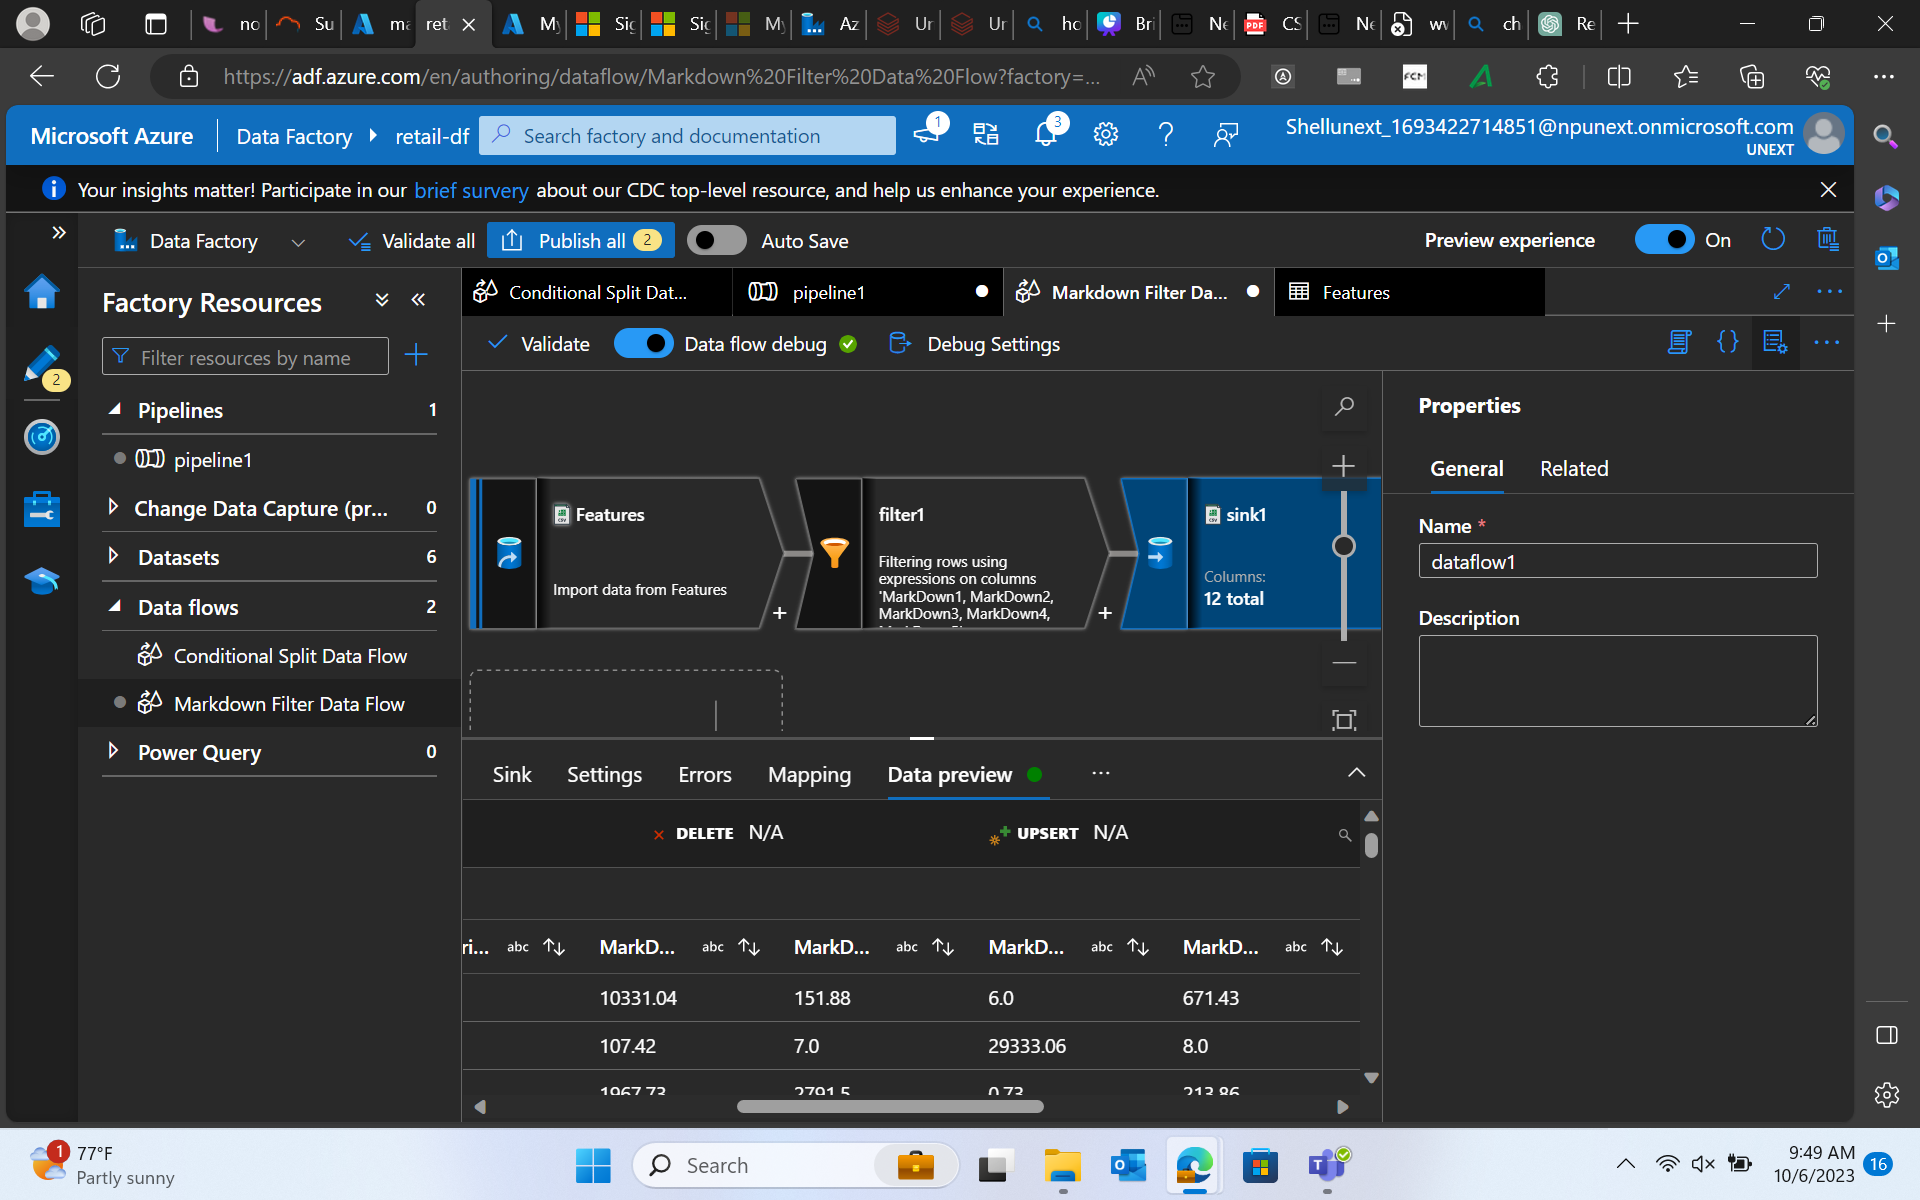 no
Su
ma
ret
My
Sig
Sig
My
Az
Ur
Ur
ho
Bri
Ne
CS
Ne
wv
ch
Re
https://adf.azure.com/en/authoring/dataflow/Markdown%20Filter%20Data%20Flow?factory=...
Microsoft Azure
Data Factory
retail-df
Search factory and documentation
1
3
Shellunext_1693422714851@npunext.onmicrosoft.com
UNEXT
Your insights matter! Participate in our brief survery about our CDC top-level resource, and help us enhance your experience.
Data Factory
Validate all
Publish all 2
Auto Save
Preview experience
On
Factory Resources
Filter resources by name
2
Pipelines 1
pipeline1
Change Data Capture (pr... 0
Datasets 6
Data flows 2
Conditional Split Data Flow
Markdown Filter Data Flow
Power Query 0
Conditional Split Dat...
pipeline1
Markdown Filter Da...
Features
Validate
Data flow debug
Debug Settings
Features
Import data from Features
filter1
Filtering rows using
expressions on columns
'MarkDown1, MarkDown2,
MarkDown3, MarkDown4,
sink1
Columns:
12 total
Properties
General
Related
Name *
dataflow1
Description
Sink
Settings
Errors
Mapping
Data preview
DELETE N/A
UPSERT N/A
ri... abc MarkD... abc MarkD... abc MarkD... abc MarkD... abc
10331.04 151.88 6.0 671.43
107.42 7.0 29333.06 8.0
1967.73 2791.5 0.73 213.86
1
77°F
Partly sunny
Search
9:49 AM
10/6/2023
16